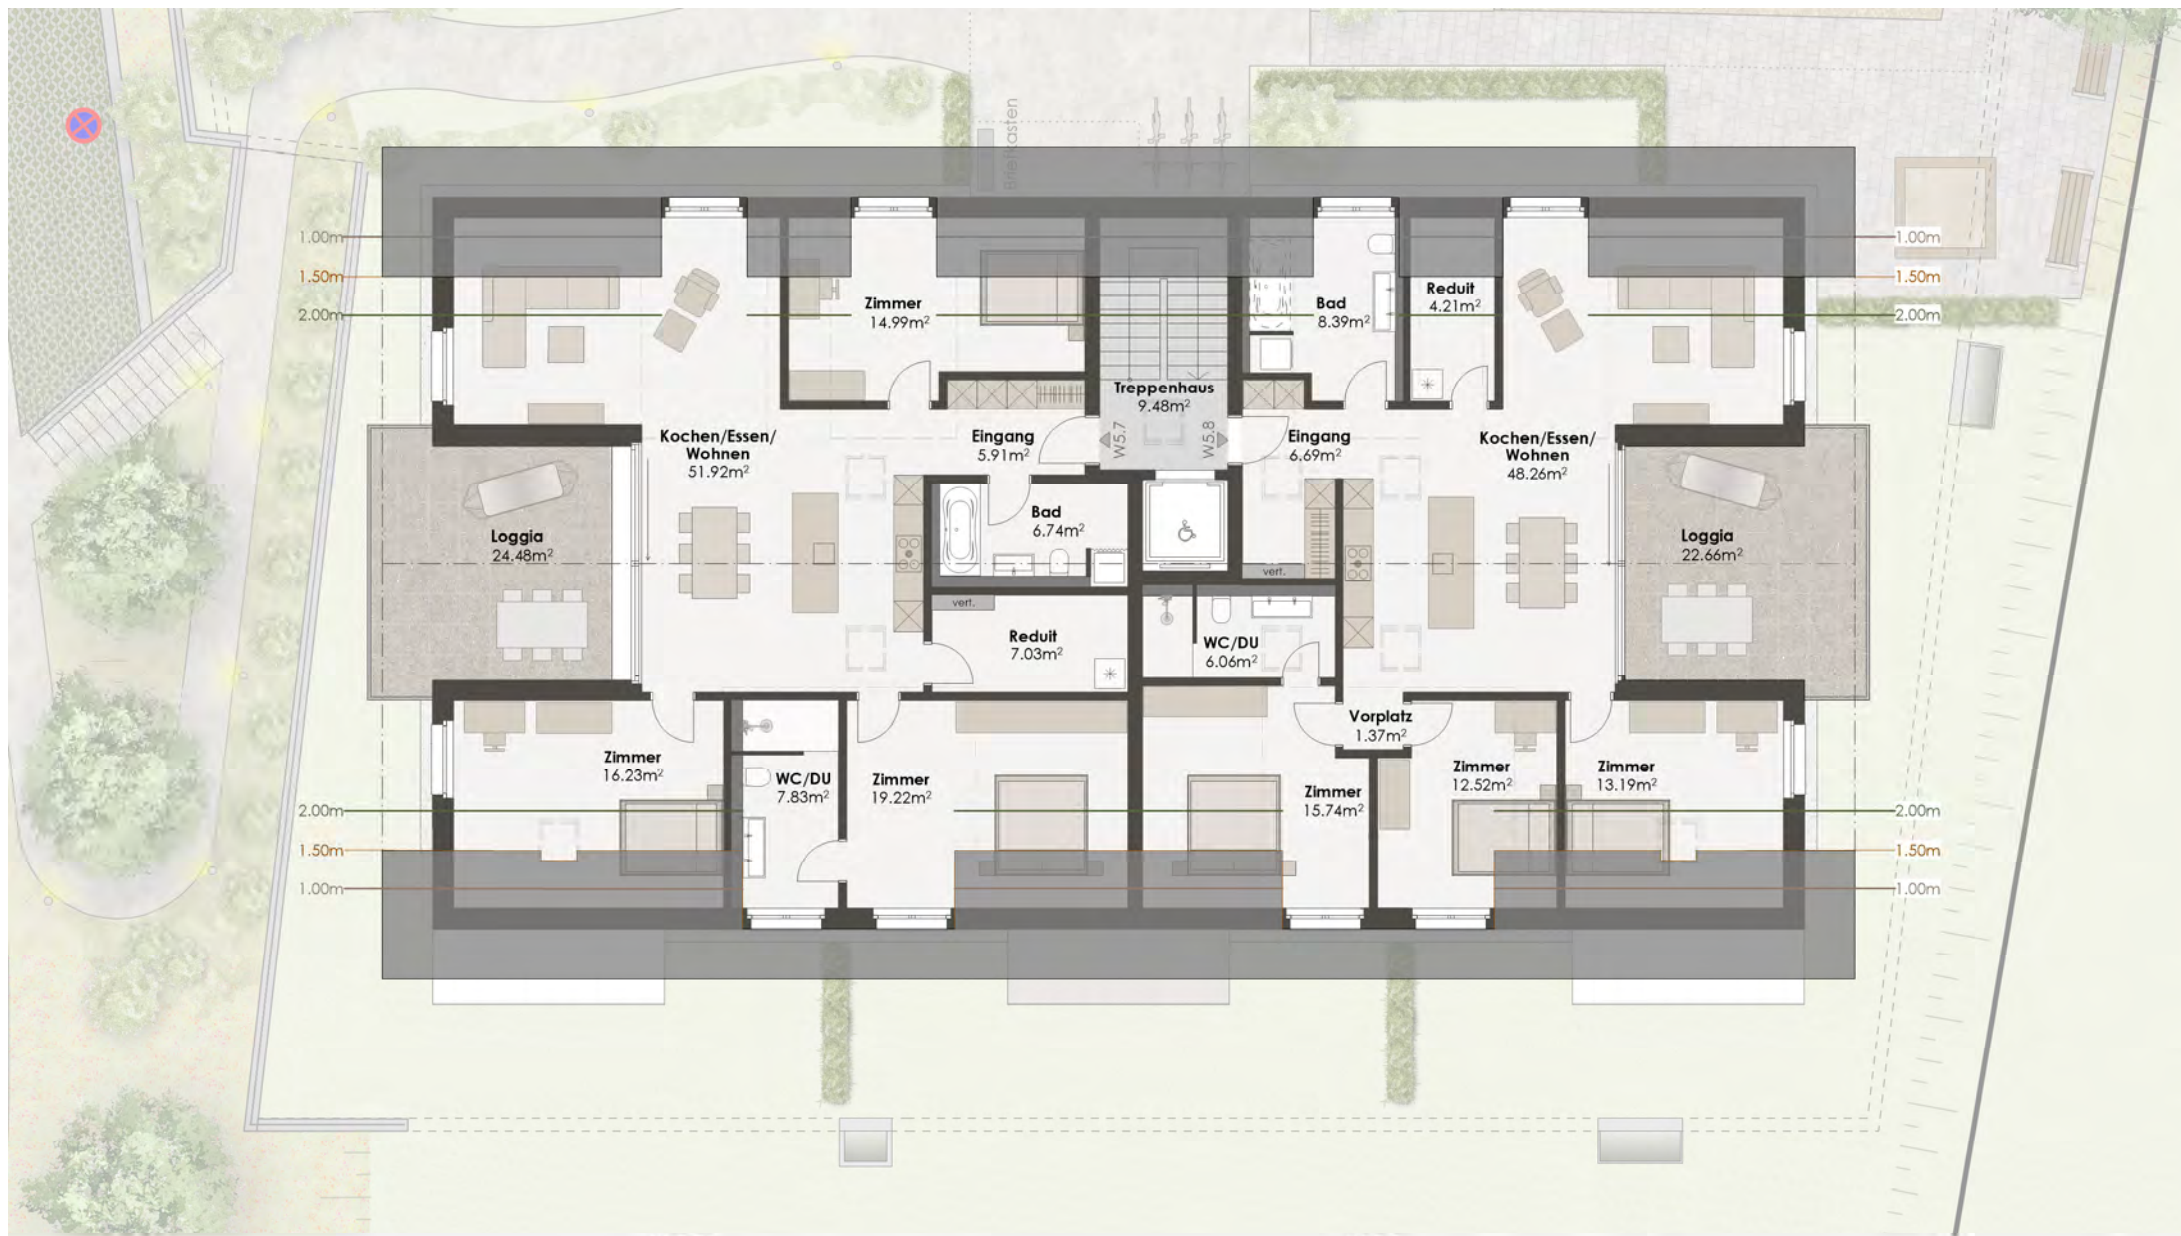 Briefkasten
1.00m
1.00m
1.50m
1.50m
2.00m
2.00m
Zimmer
14.99m²
Bad
8.39m²
Reduit
4.21m²
Treppenhaus
9.48m²
W5.7
W5.8
Kochen/Essen/
Wohnen
51.92m²
Eingang
5.91m²
Eingang
6.69m²
Kochen/Essen/
Wohnen
48.26m²
Loggia
24.48m²
Bad
6.74m²
Loggia
22.66m²
vert.
vert.
Reduit
7.03m²
WC/DU
6.06m²
Vorplatz
1.37m²
Zimmer
16.23m²
WC/DU
7.83m²
Zimmer
19.22m²
Zimmer
15.74m²
Zimmer
12.52m²
Zimmer
13.19m²
2.00m
2.00m
1.50m
1.50m
1.00m
1.00m